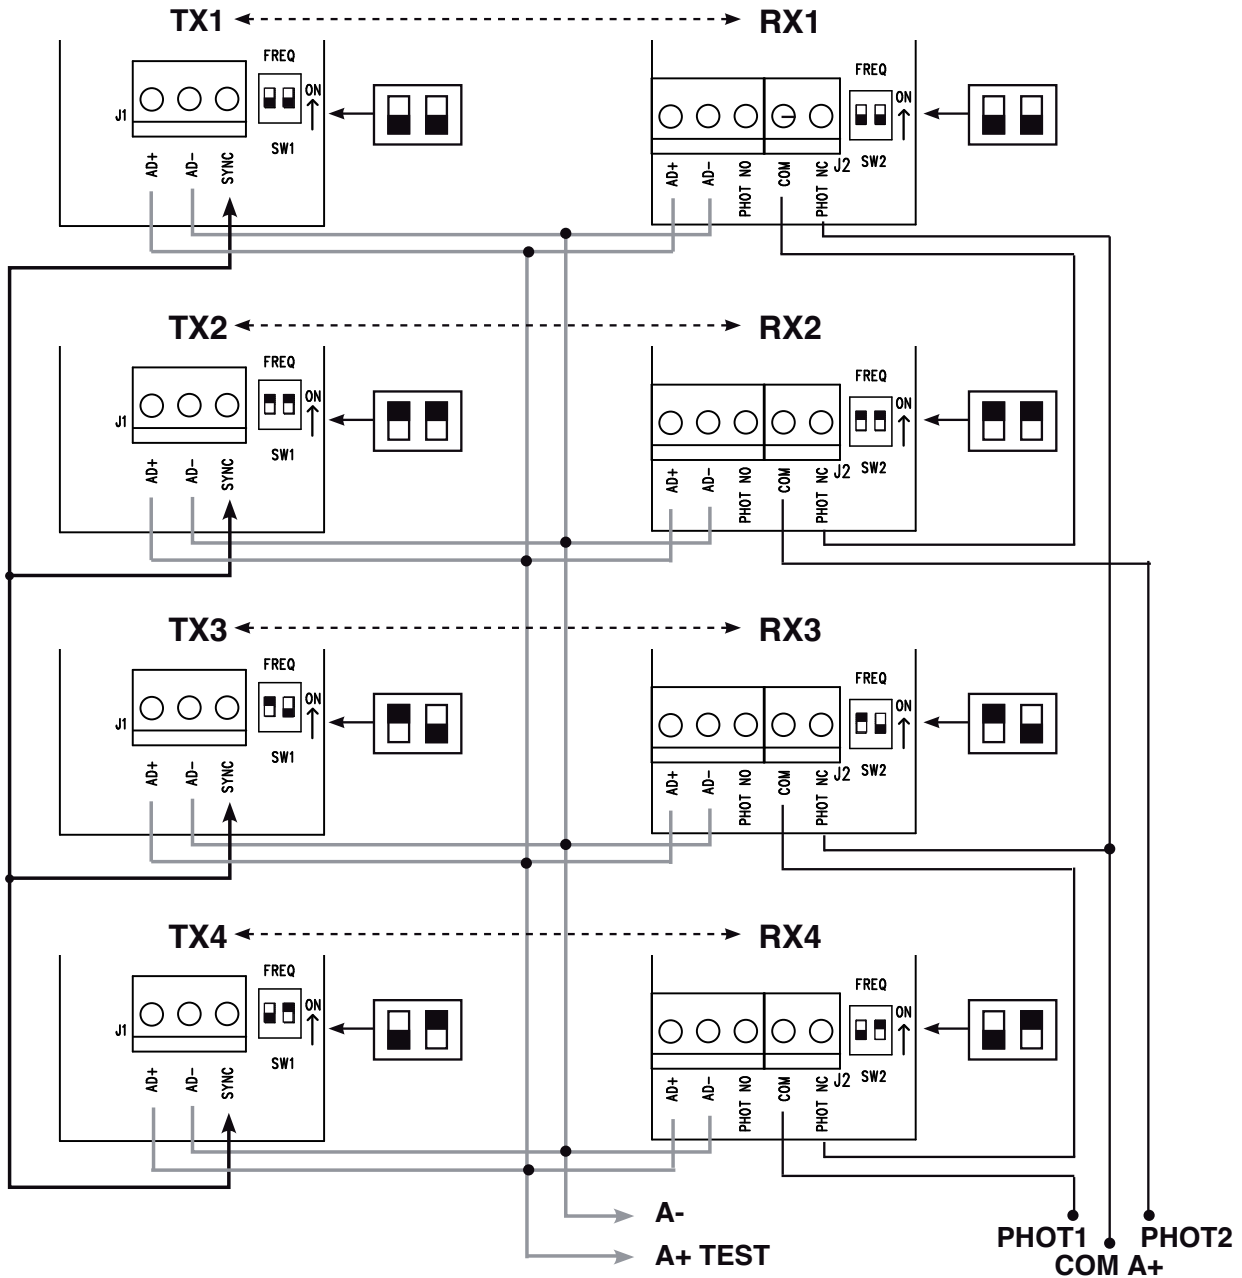 TX1 RX1
FREQ
ON
J1
SW1
AD+ AD- SYNC
FREQ
ON
J2
SW2
AD+ AD- PHOT NO COM PHOT NC
TX2 RX2
FREQ
ON
J1
SW1
AD+ AD- SYNC
FREQ
ON
J2
SW2
AD+ AD- PHOT NO COM PHOT NC
TX3 RX3
FREQ
ON
J1
SW1
AD+ AD- SYNC
FREQ
ON
J2
SW2
AD+ AD- PHOT NO COM PHOT NC
TX4 RX4
FREQ
ON
J1
SW1
AD+ AD- SYNC
FREQ
ON
J2
SW2
AD+ AD- PHOT NO COM PHOT NC
A-
A+ TEST
PHOT1 PHOT2
COM A+